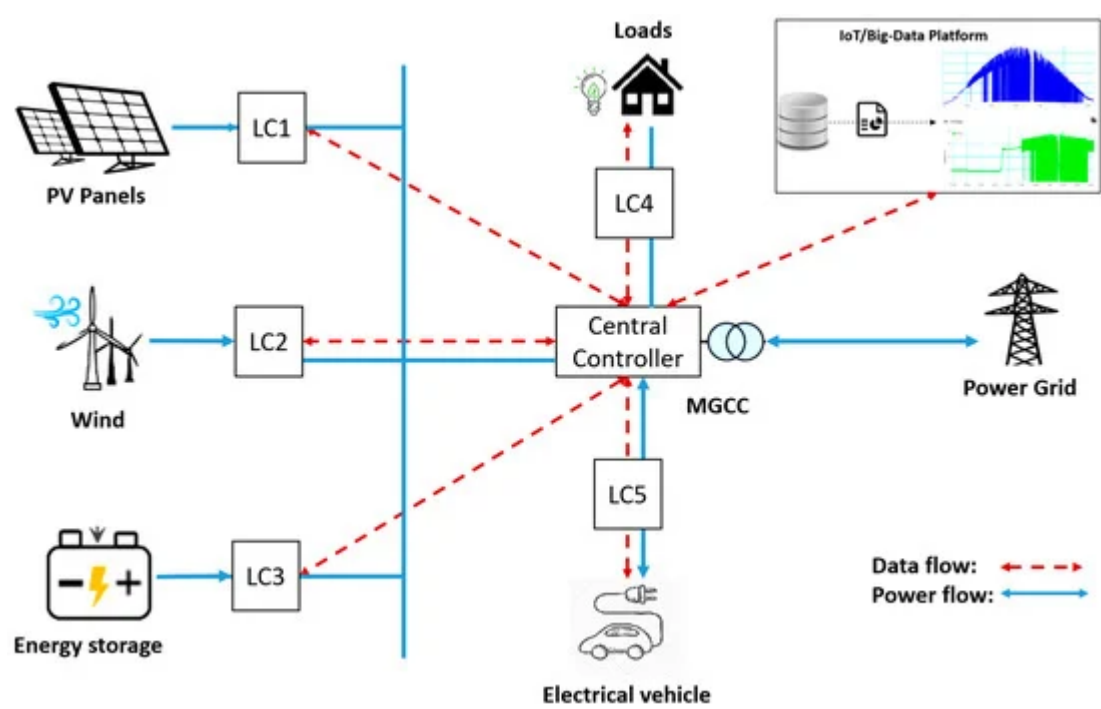 Loads
IoT/Big-Data Platform
LC1
PV Panels
LC4
LC2
Central
Controller
MGCC
Power Grid
Wind
LC5
LC3
Energy storage
Data flow:
Power flow:
Electrical vehicle